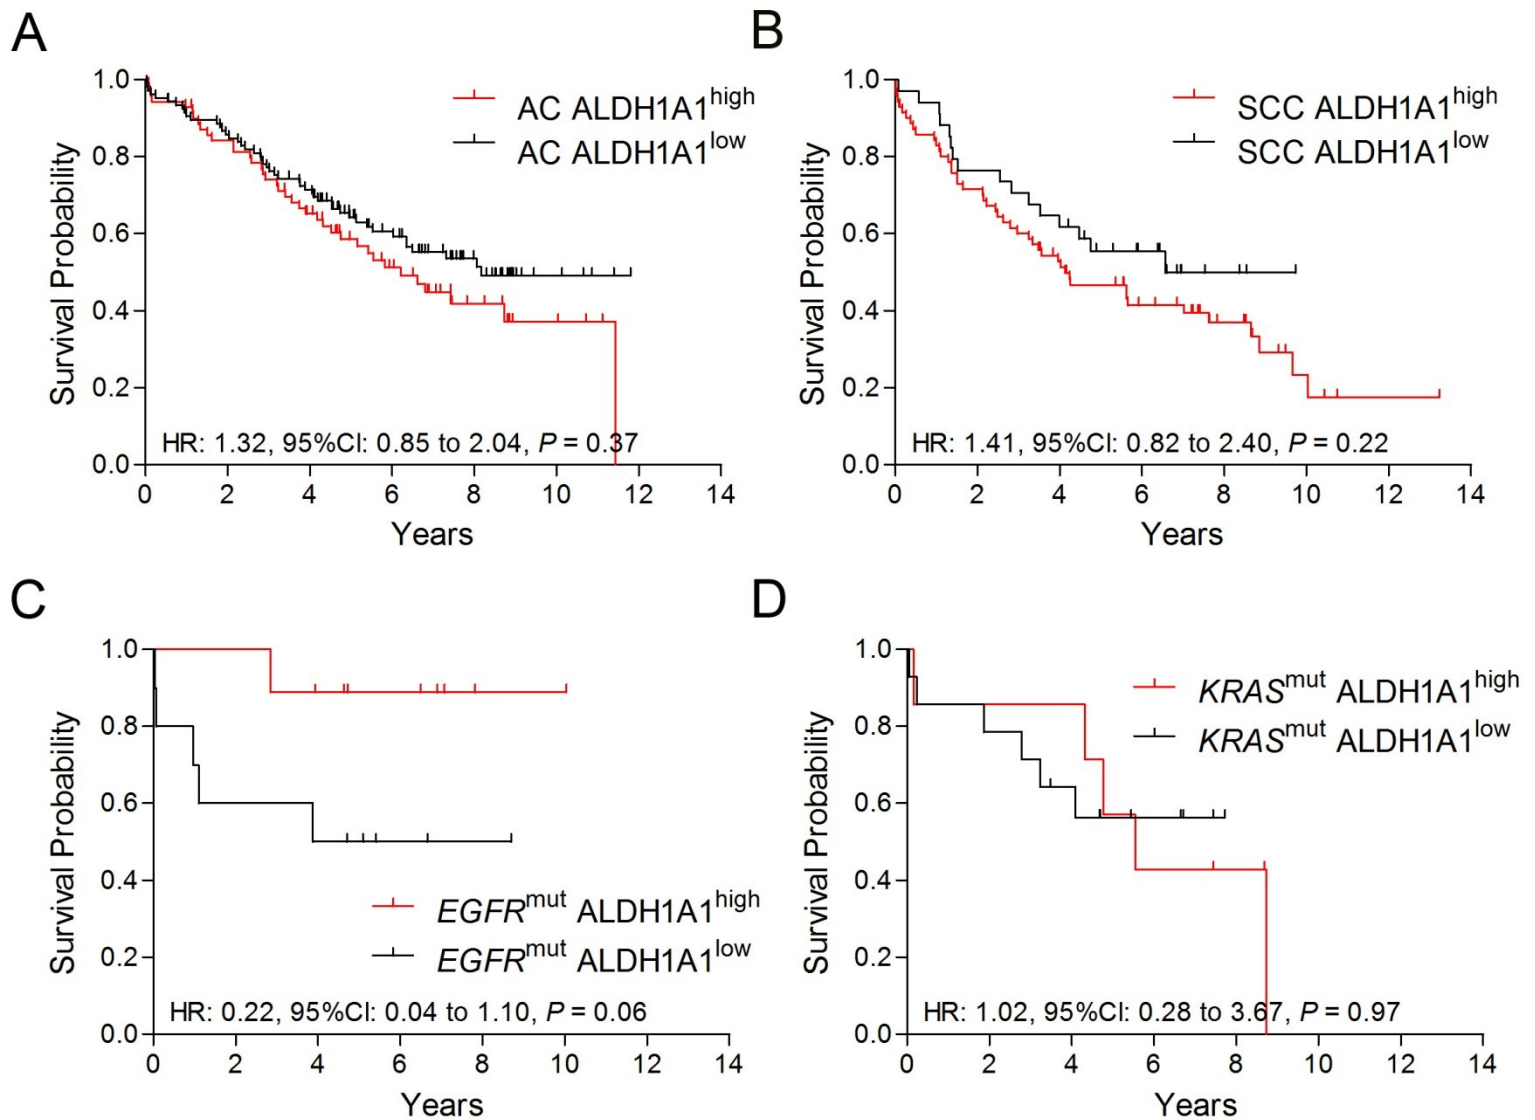 A
AC ALDH1A1high
AC ALDH1A1low
Survival Probability
1.0
0.8
0.6
0.4
0.2
0.0
HR: 1.32, 95%CI: 0.85 to 2.04, P = 0.37
0 2 4 6 8 10 12 14
Years
B
SCC ALDH1A1high
SCC ALDH1A1low
Survival Probability
1.0
0.8
0.6
0.4
0.2
0.0
HR: 1.41, 95%CI: 0.82 to 2.40, P = 0.22
0 2 4 6 8 10 12 14
Years
C
Survival Probability
1.0
0.8
0.6
0.4
0.2
0.0
EGFRmut ALDH1A1high
EGFRmut ALDH1A1low
HR: 0.22, 95%CI: 0.04 to 1.10, P = 0.06
0 2 4 6 8 10 12 14
Years
D
KRASmut ALDH1A1high
KRASmut ALDH1A1low
Survival Probability
1.0
0.8
0.6
0.4
0.2
0.0
HR: 1.02, 95%CI: 0.28 to 3.67, P = 0.97
0 2 4 6 8 10 12 14
Years